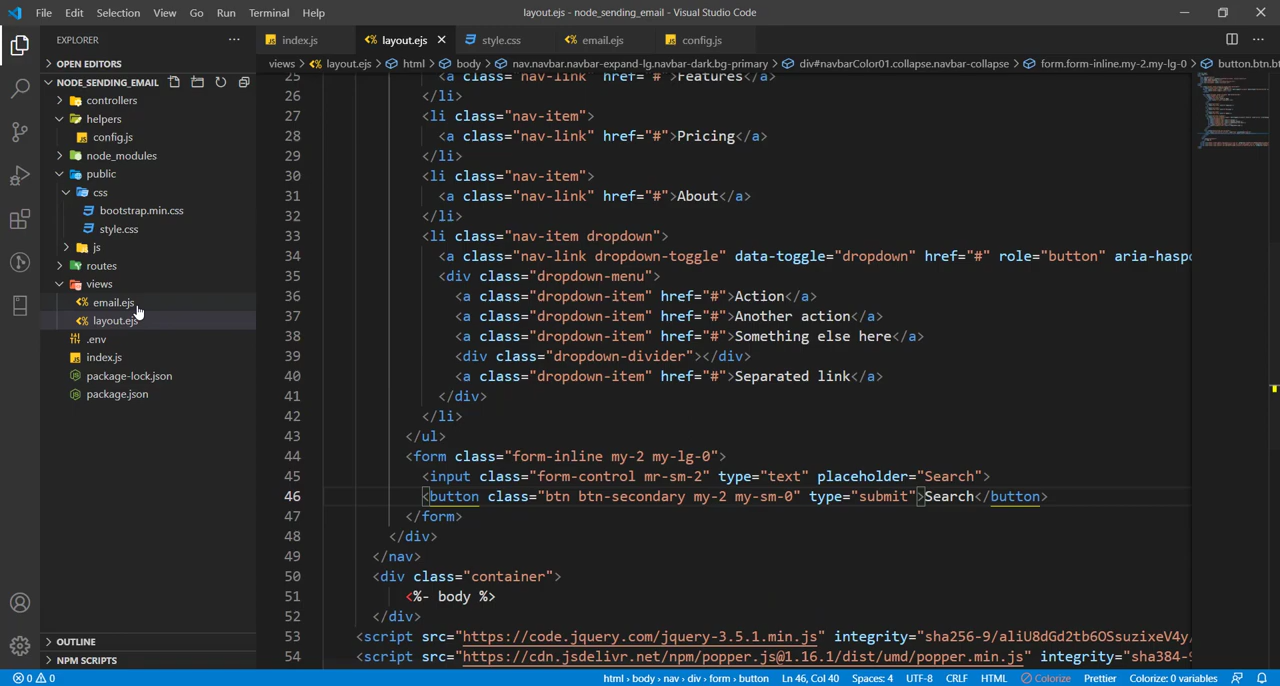 File Edit Selection View Go Run Terminal Help
layout.ejs - node_sending_email - Visual Studio Code
EXPLORER
index.js
layout.ejs
style.css
email.ejs
config.js
OPEN EDITORS
views > layout.ejs > html > body > nav.navbar.navbar-expand-lg.navbar-dark.bg-primary > div#navbarColor01.collapse.navbar-collapse > form.form-inline.my-2.my-lg-0 > button.btn.bt
NODE_SENDING_EMAIL
controllers
helpers
config.js
node_modules
public
css
bootstrap.min.css
style.css
js
routes
views
email.ejs
layout.ejs
.env
index.js
package-lock.json
package.json
OUTLINE
NPM SCRIPTS
25 <a class="nav-link" href="#">Features</a>
26 </li>
27 <li class="nav-item">
28 <a class="nav-link" href="#">Pricing</a>
29 </li>
30 <li class="nav-item">
31 <a class="nav-link" href="#">About</a>
32 </li>
33 <li class="nav-item dropdown">
34 <a class="nav-link dropdown-toggle" data-toggle="dropdown" href="#" role="button" aria-haspo
35 <div class="dropdown-menu">
36 <a class="dropdown-item" href="#">Action</a>
37 <a class="dropdown-item" href="#">Another action</a>
38 <a class="dropdown-item" href="#">Something else here</a>
39 <div class="dropdown-divider"></div>
40 <a class="dropdown-item" href="#">Separated link</a>
41 </div>
42 </li>
43 </ul>
44 <form class="form-inline my-2 my-lg-0">
45 <input class="form-control mr-sm-2" type="text" placeholder="Search">
46 <button class="btn btn-secondary my-2 my-sm-0" type="submit">Search</button>
47 </form>
48 </div>
49 </nav>
50 <div class="container">
51 <%- body %>
52 </div>
53 <script src="https://code.jquery.com/jquery-3.5.1.min.js" integrity="sha256-9/aliU8dGd2tb6OSsuzixeV4y/
54 <script src="https://cdn.jsdelivr.net/npm/popper.js@1.16.1/dist/umd/popper.min.js" integrity="sha384-9
0 0
html > body > nav > div > form > button
Ln 46, Col 40
Spaces: 4
UTF-8
CRLF
HTML
Colorize
Prettier
Colorize: 0 variables